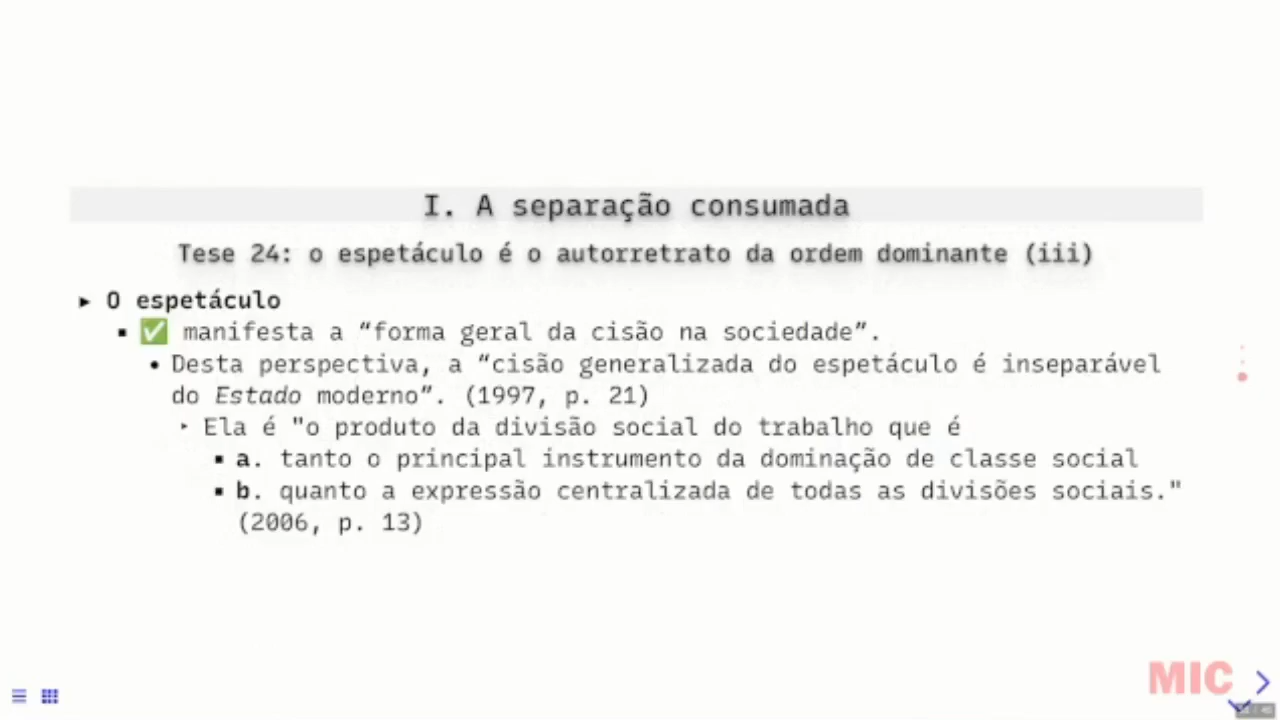 I. A separação consumada
Tese 24: o espetáculo é o autorretrato da ordem dominante (iii)
▸ O espetáculo
▪ ✅ manifesta a “forma geral da cisão na sociedade”.
• Desta perspectiva, a “cisão generalizada do espetáculo é inseparável
do Estado moderno”. (1997, p. 21)
‣ Ela é "o produto da divisão social do trabalho que é
▪ a. tanto o principal instrumento da dominação de classe social
▪ b. quanto a expressão centralizada de todas as divisões sociais."
(2006, p. 13)
MIC